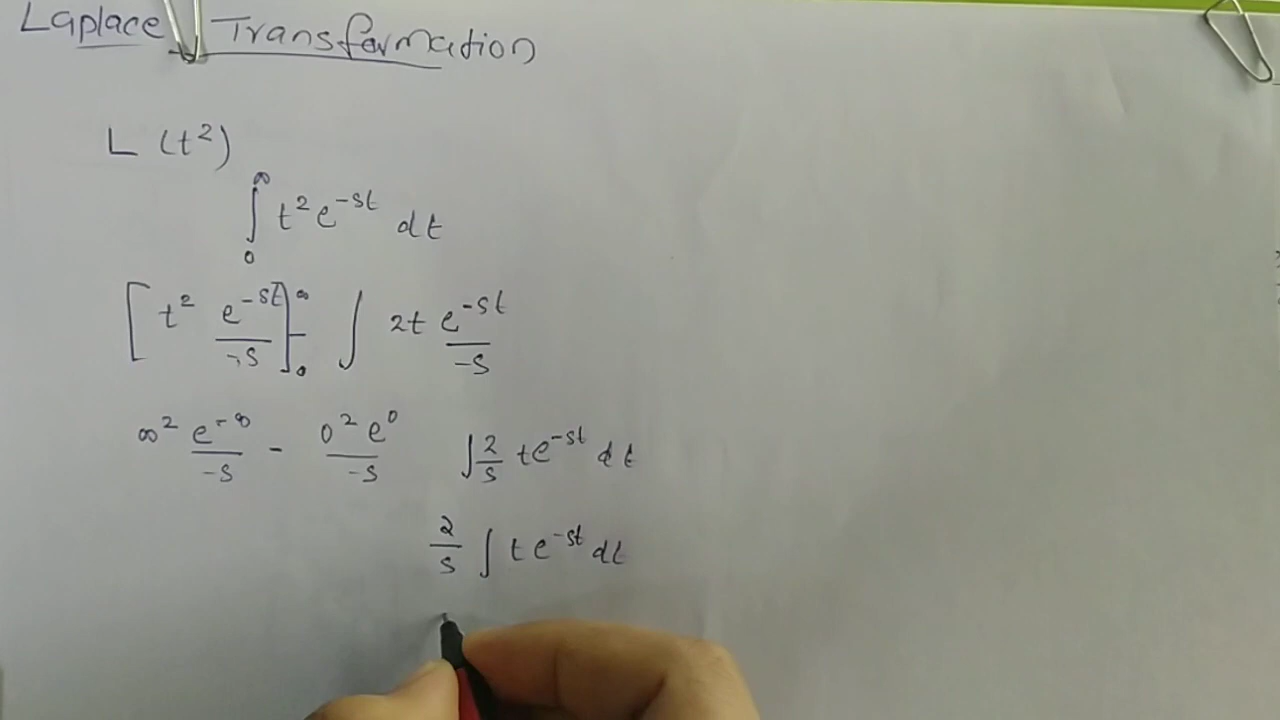 Laplace Transformation
L (t²)
∫₀^∞ t² e^{-st} dt
[t² e^{-st}/-s]₀^∞ - ∫ 2t e^{-st}/-s
∞² e^{-∞}/-s - 0² e⁰/-s ∫ 2/s te^{-st} dt
2/s ∫ t e^{-st} dt